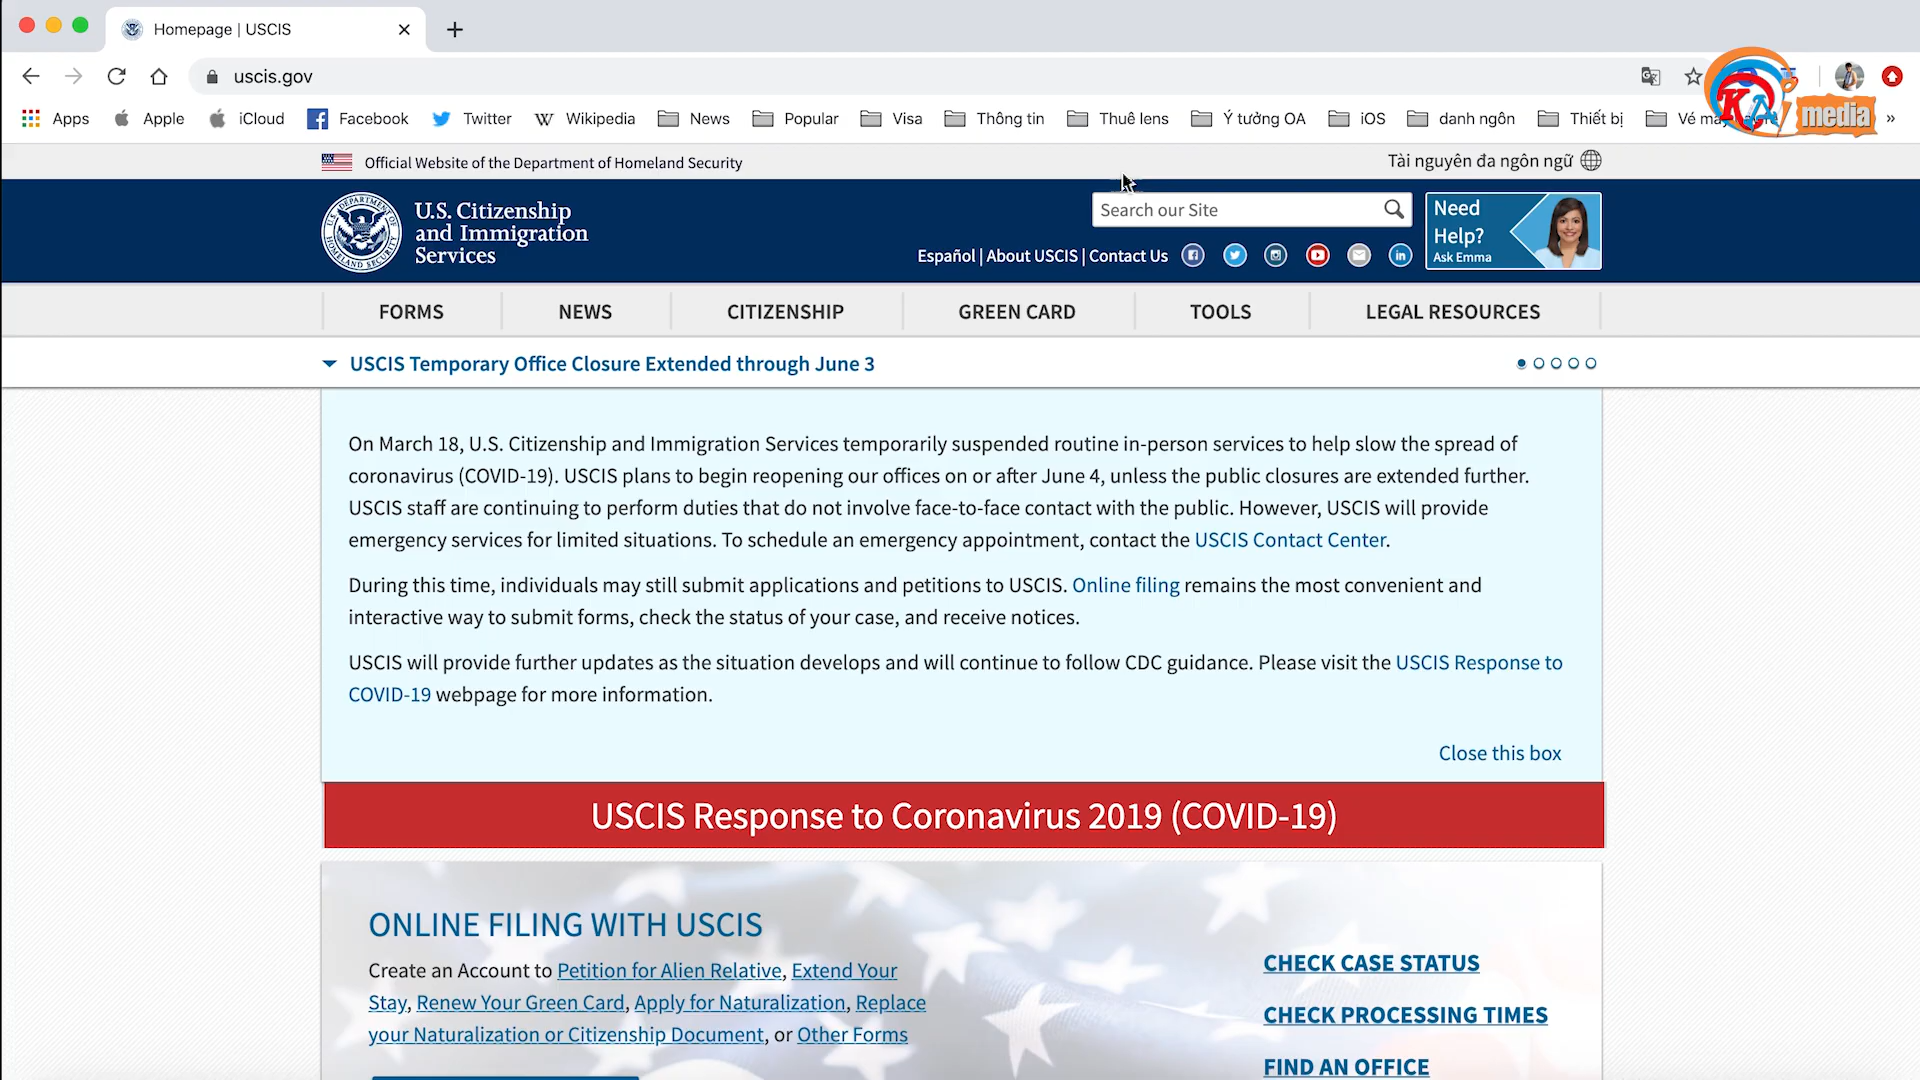 Homepage | USCIS
uscis.gov
Apps Apple iCloud Facebook Twitter Wikipedia News Popular Visa Thông tin Thuê lens Ý tưởng OA iOS danh ngôn Thiết bị Vé
KA media
Official Website of the Department of Homeland Security
Tài nguyên đa ngôn ngữ
U.S. Citizenship
and Immigration
Services
Search our Site
Español | About USCIS | Contact Us
Need
Help?
Ask Emma
FORMS NEWS CITIZENSHIP GREEN CARD TOOLS LEGAL RESOURCES
USCIS Temporary Office Closure Extended through June 3
On March 18, U.S. Citizenship and Immigration Services temporarily suspended routine in-person services to help slow the spread of
coronavirus (COVID-19). USCIS plans to begin reopening our offices on or after June 4, unless the public closures are extended further.
USCIS staff are continuing to perform duties that do not involve face-to-face contact with the public. However, USCIS will provide
emergency services for limited situations. To schedule an emergency appointment, contact the USCIS Contact Center.
During this time, individuals may still submit applications and petitions to USCIS. Online filing remains the most convenient and
interactive way to submit forms, check the status of your case, and receive notices.
USCIS will provide further updates as the situation develops and will continue to follow CDC guidance. Please visit the USCIS Response to
COVID-19 webpage for more information.
Close this box
USCIS Response to Coronavirus 2019 (COVID-19)
ONLINE FILING WITH USCIS
Create an Account to Petition for Alien Relative, Extend Your
Stay, Renew Your Green Card, Apply for Naturalization, Replace
your Naturalization or Citizenship Document, or Other Forms
CHECK CASE STATUS
CHECK PROCESSING TIMES
FIND AN OFFICE